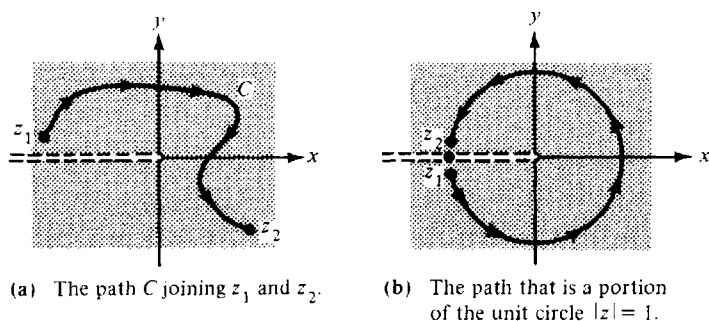 y
C
z₁
x
z₂
(a) The path C joining z₁ and z₂.
y
z₂
x
z₁
(b) The path that is a portion
of the unit circle |z| = 1.